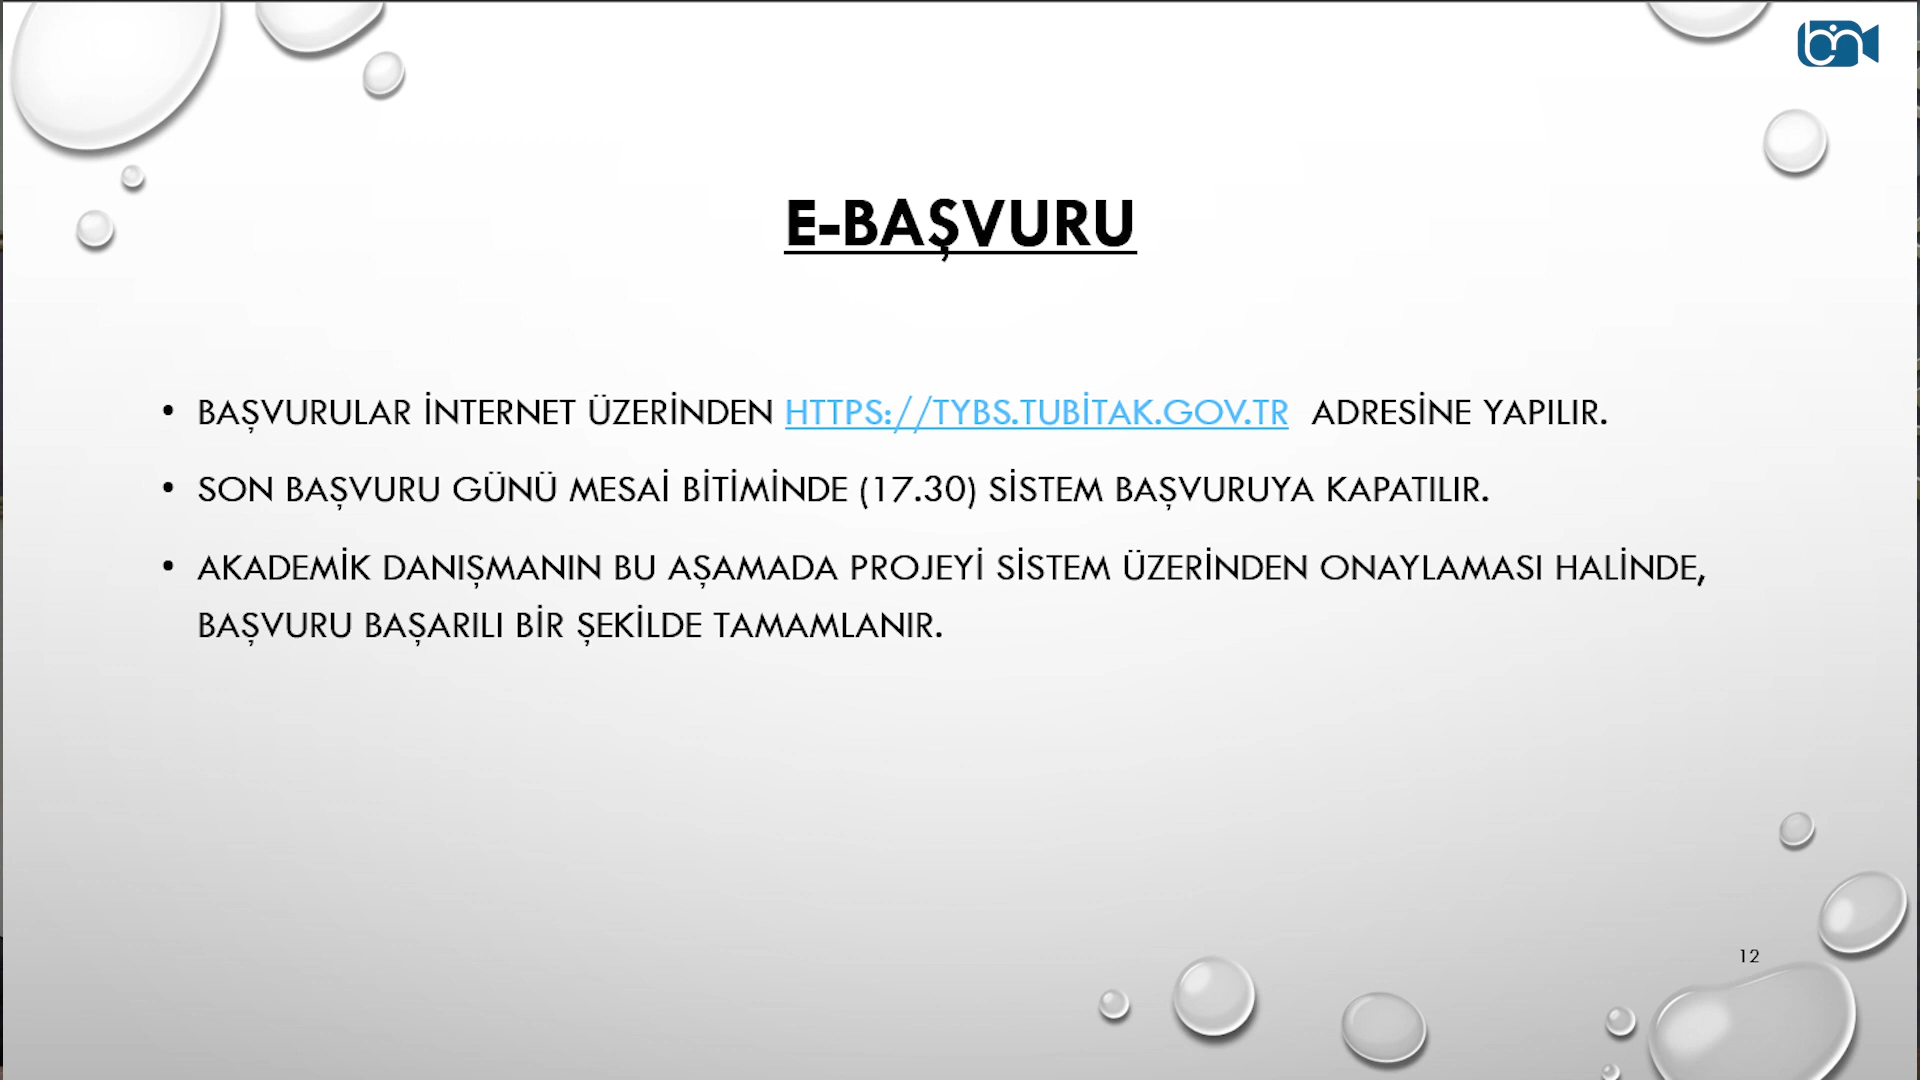 E-BAŞVURU
• BAŞVURULAR İNTERNET ÜZERİNDEN HTTPS://TYBS.TUBİTAK.GOV.TR ADRESİNE YAPILIR.
• SON BAŞVURU GÜNÜ MESAİ BİTİMİNDE (17.30) SİSTEM BAŞVURUYA KAPATILIR.
• AKADEMİK DANIŞMANIN BU AŞAMADA PROJEYİ SİSTEM ÜZERİNDEN ONAYLAMASI HALİNDE,
BAŞVURU BAŞARILI BİR ŞEKİLDE TAMAMLANIR.
12